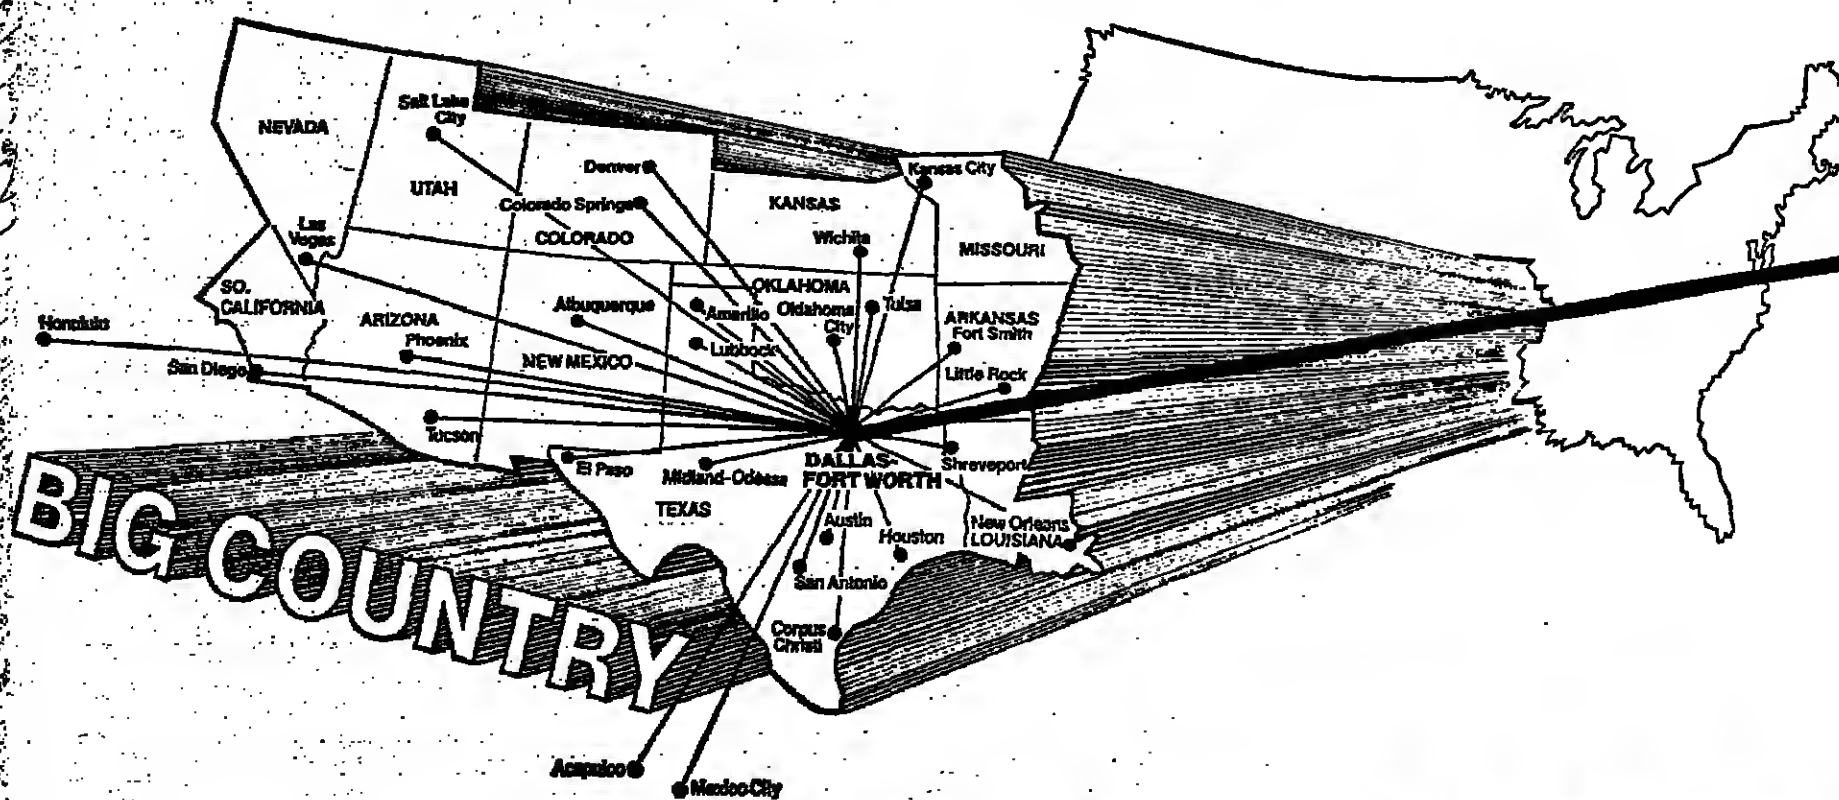 Salt Lake
City
NEVADA
Denver
Kansas City
UTAH
Colorado Springs
KANSAS
Las
Vegas
COLORADO
Wichita
MISSOURI
SO.
CALIFORNIA
OKLAHOMA
Albuquerque
Amarillo
Oklahoma
City
Tulsa
ARIZONA
ARKANSAS
Fort Smith
Honolulu
Phoenix
Lubbock
NEW MEXICO
San Diego
Little Rock
Tucson
El Paso
Midland-Odessa
DALLAS-
FORT WORTH
Shreveport
TEXAS
Austin
Houston
New Orleans
LOUISIANA
San Antonio
Corpus
Christi
BIG COUNTRY
Acapulco
Mexico City